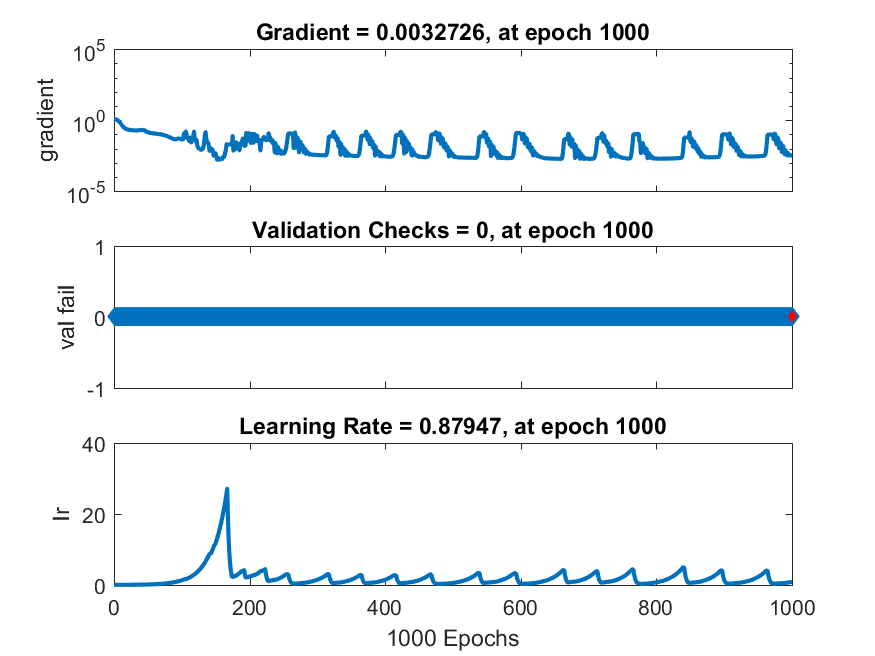 Gradient = 0.0032726, at epoch 1000
10^5
10^0
10^-5
gradient
Validation Checks = 0, at epoch 1000
1
0
-1
val fail
Learning Rate = 0.87947, at epoch 1000
40
20
0
lr
0 200 400 600 800 1000
1000 Epochs